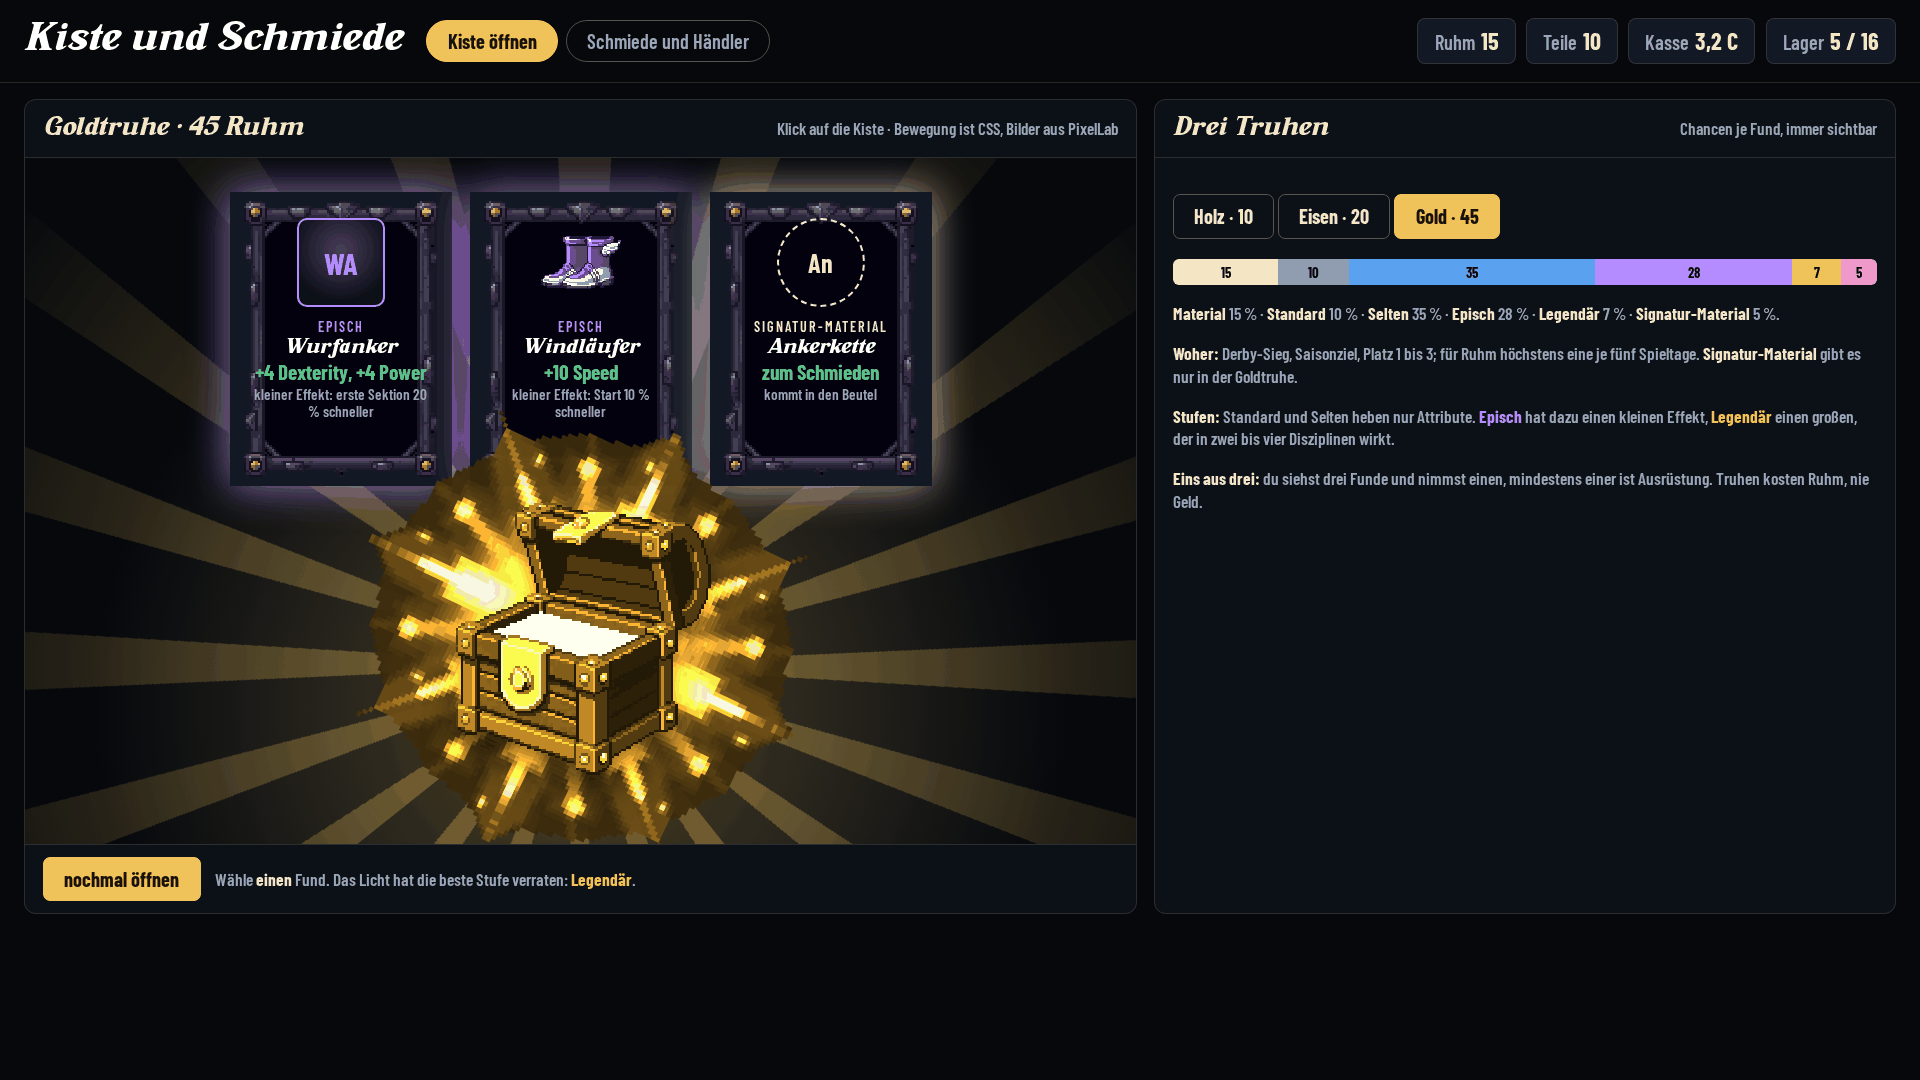 Kiste und Schmiede
Kiste öffnen
Schmiede und Händler
Ruhm 15
Teile 10
Kasse 3,2 C
Lager 5 / 16
Goldtruhe · 45 Ruhm
Klick auf die Kiste · Bewegung ist CSS, Bilder aus PixelLab
WA
EPISCH
Wurfanker
+4 Dexterity, +4 Power
kleiner Effekt: erste Sektion 20
% schneller
EPISCH
Windläufer
+10 Speed
kleiner Effekt: Start 10 %
schneller
An
SIGNATUR-MATERIAL
Ankerkette
zum Schmieden
kommt in den Beutel
nochmal öffnen
Wähle einen Fund. Das Licht hat die beste Stufe verraten: Legendär.
Drei Truhen
Chancen je Fund, immer sichtbar
Holz · 10
Eisen · 20
Gold · 45
15 10 35 28 7 5
Material 15 % · Standard 10 % · Selten 35 % · Episch 28 % · Legendär 7 % · Signatur-Material 5 %.
Woher: Derby-Sieg, Saisonziel, Platz 1 bis 3; für Ruhm höchstens eine je fünf Spieltage. Signatur-Material gibt es
nur in der Goldtruhe.
Stufen: Standard und Selten heben nur Attribute. Episch hat dazu einen kleinen Effekt, Legendär einen großen,
der in zwei bis vier Disziplinen wirkt.
Eins aus drei: du siehst drei Funde und nimmst einen, mindestens einer ist Ausrüstung. Truhen kosten Ruhm, nie
Geld.